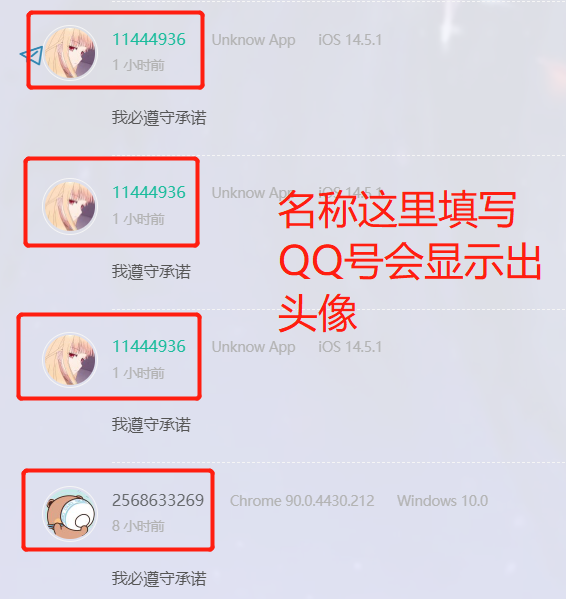 11444936 Unknow App iOS 14.5.1
1 小时前
我必遵守承诺
11444936 Unknow App iOS 14.5.1
1 小时前
名称这里填写
QQ号会显示出
头像
我遵守承诺
11444936 Unknow App iOS 14.5.1
1 小时前
我遵守承诺
2568633269 Chrome 90.0.4430.212 Windows 10.0
8 小时前
我必遵守承诺